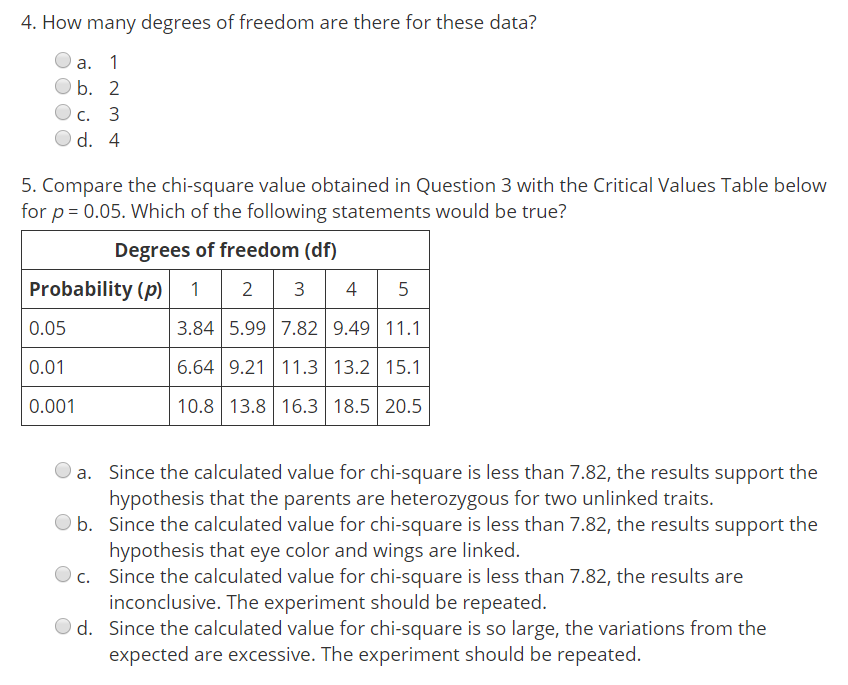 4. How many degrees of freedom are there for these data?
a. 1
b. 2
c. 3
d. 4
5. Compare the chi-square value obtained in Question 3 with the Critical Values Table below
for p = 0.05. Which of the following statements would be true?
Degrees of freedom (df)
Probability (p) 1 2 3 4 5
0.05 3.84 5.99 7.82 9.49 11.1
0.01 6.64 9.21 11.3 13.2 15.1
0.001 10.8 13.8 16.3 18.5 20.5
a. Since the calculated value for chi-square is less than 7.82, the results support the
hypothesis that the parents are heterozygous for two unlinked traits.
b. Since the calculated value for chi-square is less than 7.82, the results support the
hypothesis that eye color and wings are linked.
c. Since the calculated value for chi-square is less than 7.82, the results are
inconclusive. The experiment should be repeated.
d. Since the calculated value for chi-square is so large, the variations from the
expected are excessive. The experiment should be repeated.